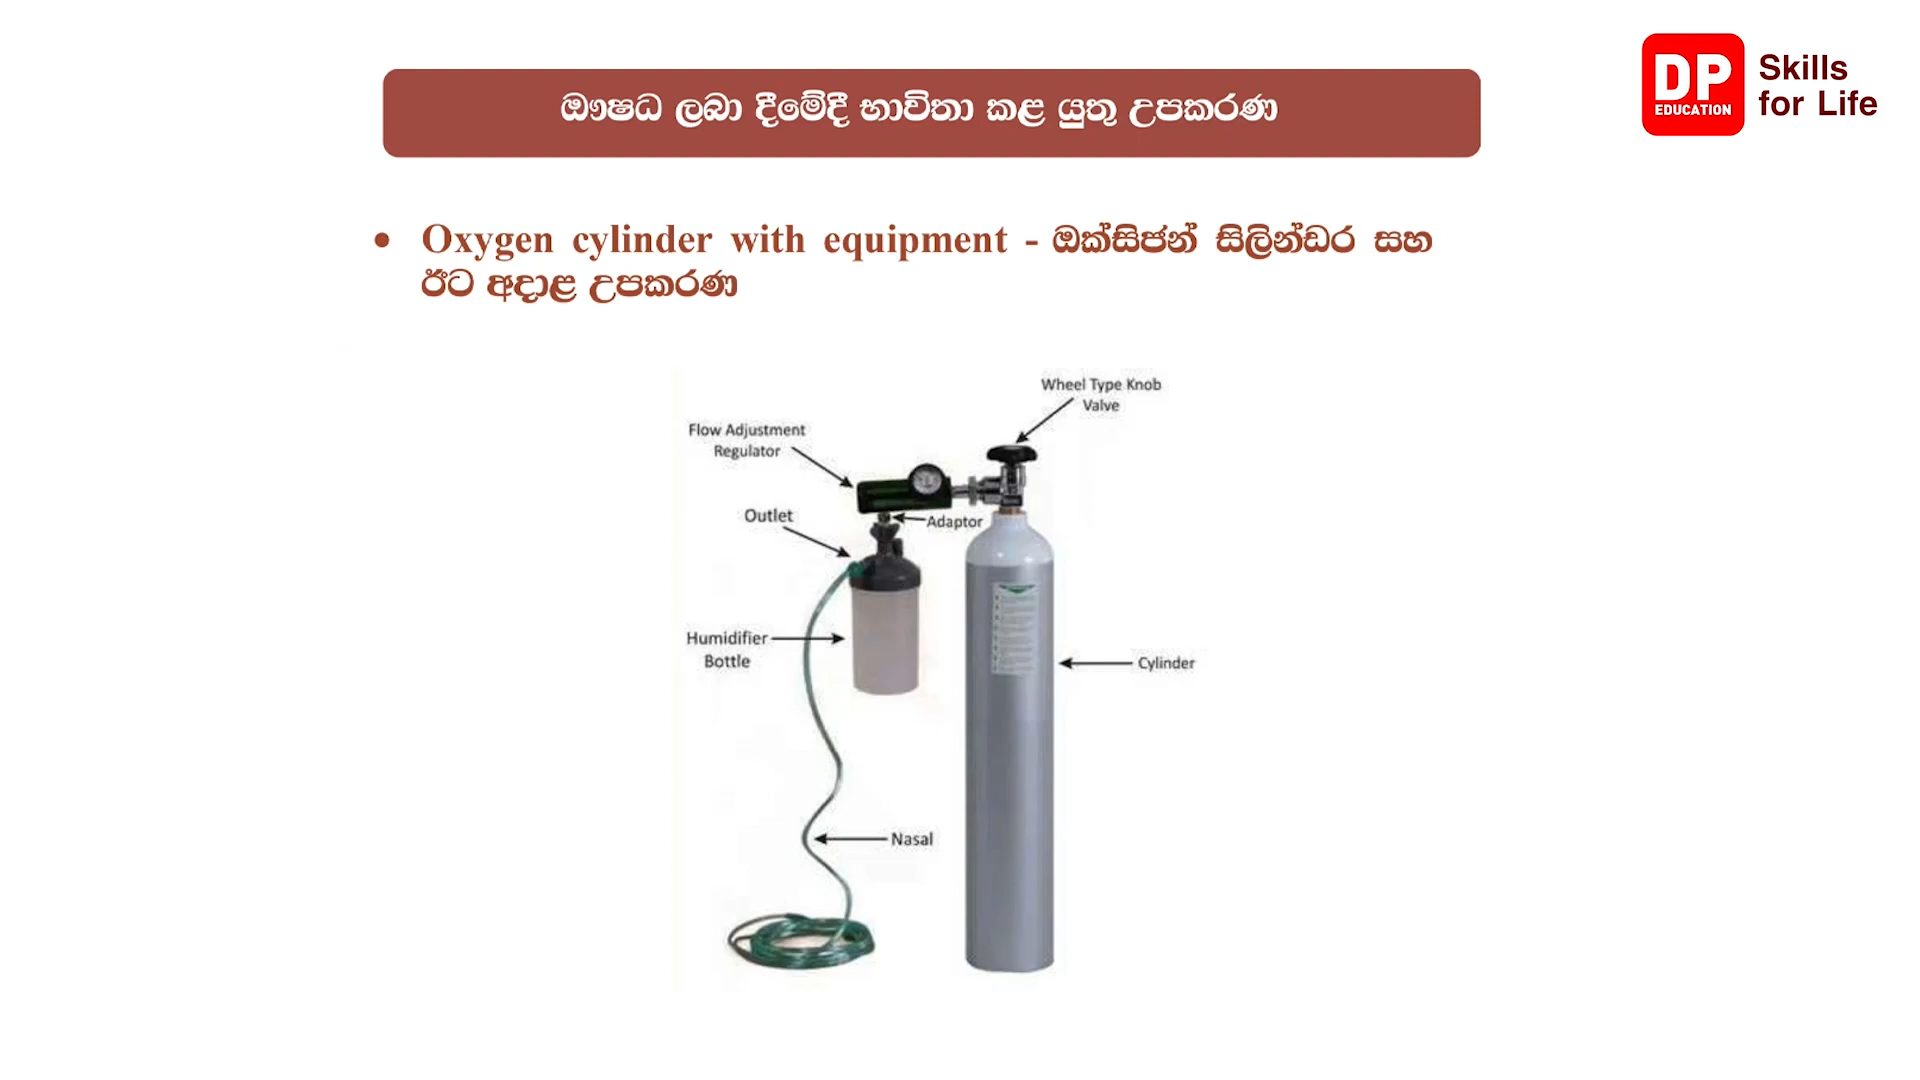 ඖෂධ ලබා දීමේදී භාවිතා කළ යුතු උපකරණ
DP
EDUCATION
Skills
for Life
• Oxygen cylinder with equipment - ඔක්සිජන් සිලින්ඩර සහ
ඊට අදාළ උපකරණ
Wheel Type Knob
Valve
Flow Adjustment
Regulator
Outlet
Adaptor
Humidifier
Bottle
Cylinder
Nasal